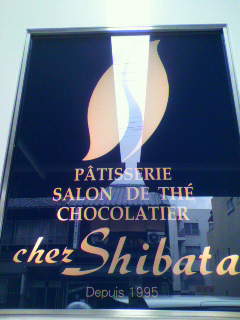 PÂTISSERIE
SALON DE THÉ
CHOCOLATIER
chez Shibata
Depuis 1995